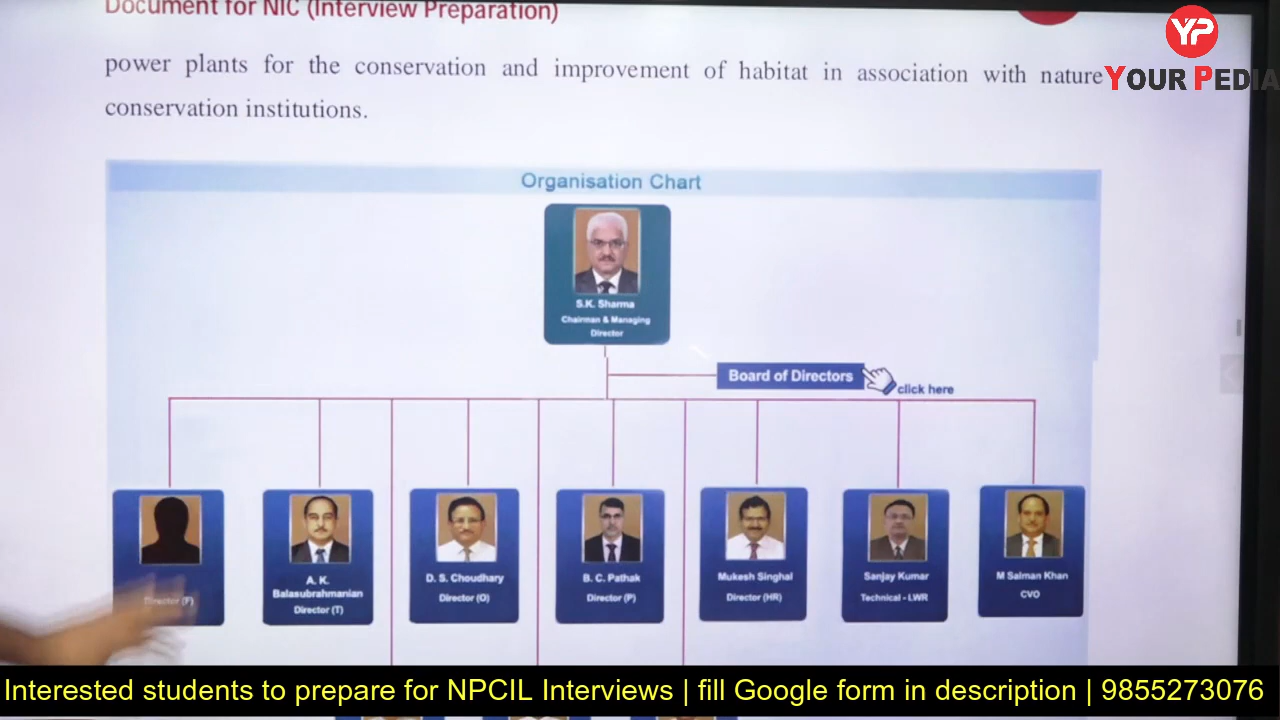 Document for NIC (Interview Preparation)
YP
YOUR PEDIA
power plants for the conservation and improvement of habitat in association with nature
conservation institutions.
Organisation Chart
S.K. Sharma
Chairman & Managing
Director
Board of Directors
click here
Director (F)
A. K.
Balasubrahmanian
Director (T)
D. S. Choudhary
Director (O)
B. C. Pathak
Director (P)
Mukesh Singhal
Director (HR)
Sanjay Kumar
Technical - LWR
M Salman Khan
CVO
Interested students to prepare for NPCIL Interviews | fill Google form in description | 9855273076